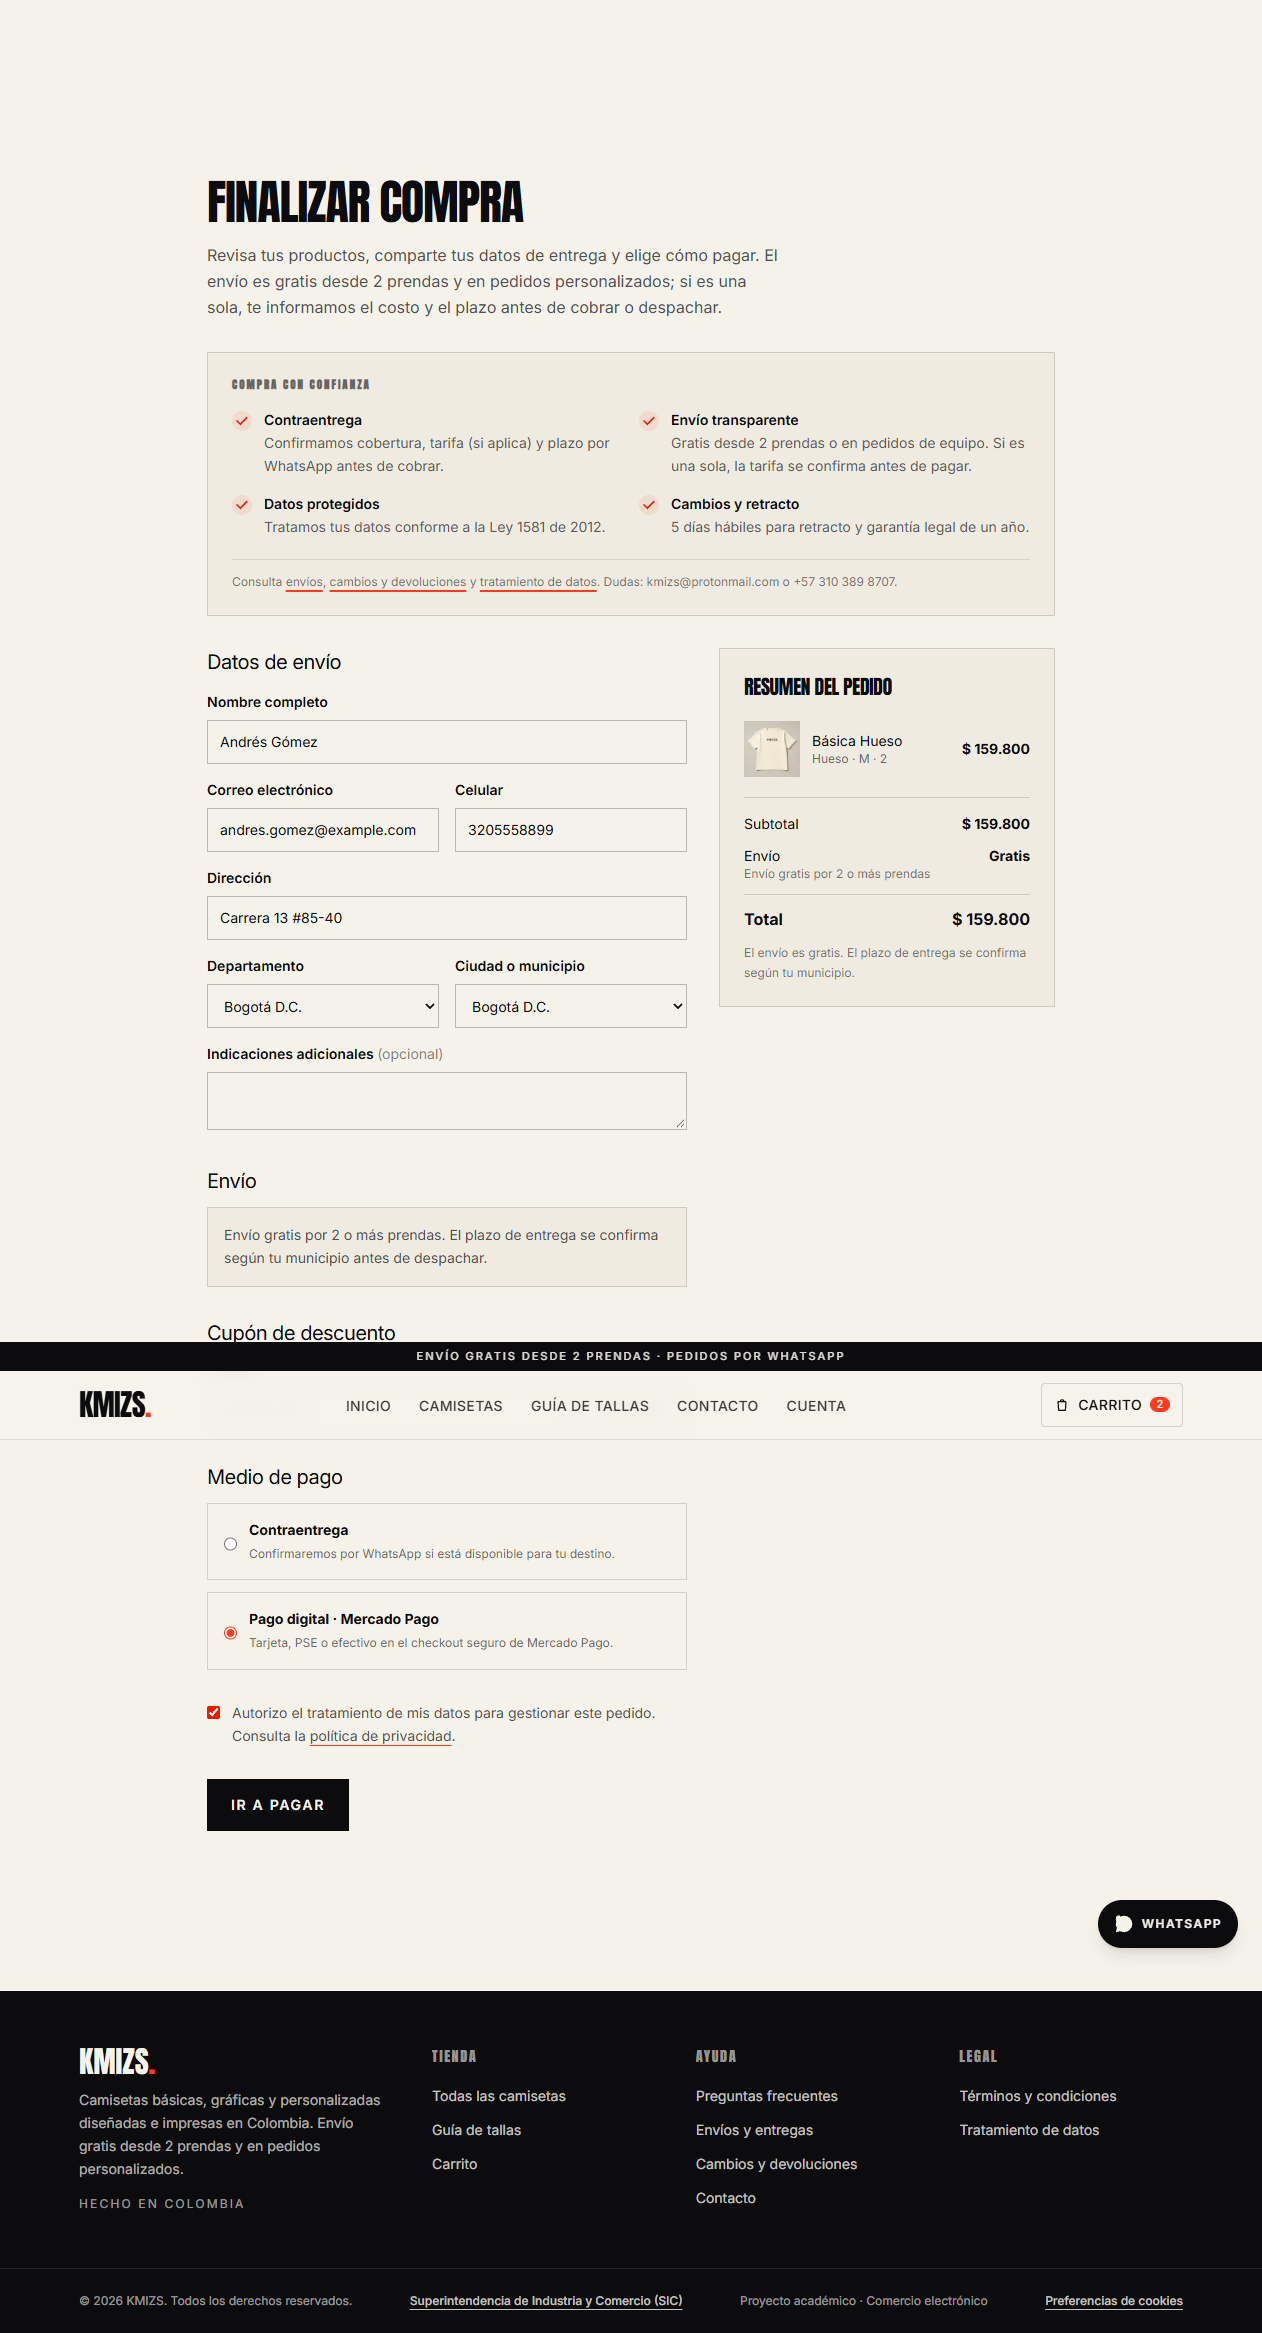 FINALIZAR COMPRA
Revisa tus productos, comparte tus datos de entrega y elige cómo pagar. El
envío es gratis desde 2 prendas y en pedidos personalizados; si es una
sola, te informamos el costo y el plazo antes de cobrar o despachar.
COMPRA CON CONFIANZA
Contraentrega
Confirmamos cobertura, tarifa (si aplica) y plazo por
WhatsApp antes de cobrar.
Envío transparente
Gratis desde 2 prendas o en pedidos de equipo. Si es
una sola, la tarifa se confirma antes de pagar.
Datos protegidos
Tratamos tus datos conforme a la Ley 1581 de 2012.
Cambios y retracto
5 días hábiles para retracto y garantía legal de un año.
Consulta envíos, cambios y devoluciones y tratamiento de datos. Dudas: kmizs@protonmail.com o +57 310 389 8707.
Datos de envío
Nombre completo
Andrés Gómez
Correo electrónico
andres.gomez@example.com
Celular
3205558899
Dirección
Carrera 13 #85-40
Departamento
Bogotá D.C.
Ciudad o municipio
Bogotá D.C.
Indicaciones adicionales (opcional)
RESUMEN DEL PEDIDO
Básica Hueso
Hueso · M · 2
$ 159.800
Subtotal
$ 159.800
Envío
Gratis
Envío gratis por 2 o más prendas
Total
$ 159.800
El envío es gratis. El plazo de entrega se confirma
según tu municipio.
Envío
Envío gratis por 2 o más prendas. El plazo de entrega se confirma
según tu municipio antes de despachar.
Cupón de descuento
ENVÍO GRATIS DESDE 2 PRENDAS · PEDIDOS POR WHATSAPP
KMIZS.
INICIO
CAMISETAS
GUÍA DE TALLAS
CONTACTO
CUENTA
CARRITO 2
Medio de pago
Contraentrega
Confirmaremos por WhatsApp si está disponible para tu destino.
Pago digital · Mercado Pago
Tarjeta, PSE o efectivo en el checkout seguro de Mercado Pago.
Autorizo el tratamiento de mis datos para gestionar este pedido.
Consulta la política de privacidad.
IR A PAGAR
WHATSAPP
KMIZS.
Camisetas básicas, gráficas y personalizadas
diseñadas e impresas en Colombia. Envío
gratis desde 2 prendas y en pedidos
personalizados.
HECHO EN COLOMBIA
TIENDA
Todas las camisetas
Guía de tallas
Carrito
AYUDA
Preguntas frecuentes
Envíos y entregas
Cambios y devoluciones
Contacto
LEGAL
Términos y condiciones
Tratamiento de datos
© 2026 KMIZS. Todos los derechos reservados.
Superintendencia de Industria y Comercio (SIC)
Proyecto académico · Comercio electrónico
Preferencias de cookies